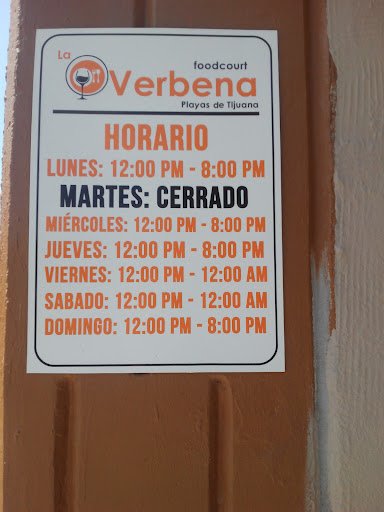 La
foodcourt
Verbena
Playas de Tijuana
HORARIO
LUNES: 12:00 PM - 8:00 PM
MARTES: CERRADO
MIÉRCOLES: 12:00 PM - 8:00 PM
JUEVES: 12:00 PM - 8:00 PM
VIERNES: 12:00 PM - 12:00 AM
SABADO: 12:00 PM - 12:00 AM
DOMINGO: 12:00 PM - 8:00 PM